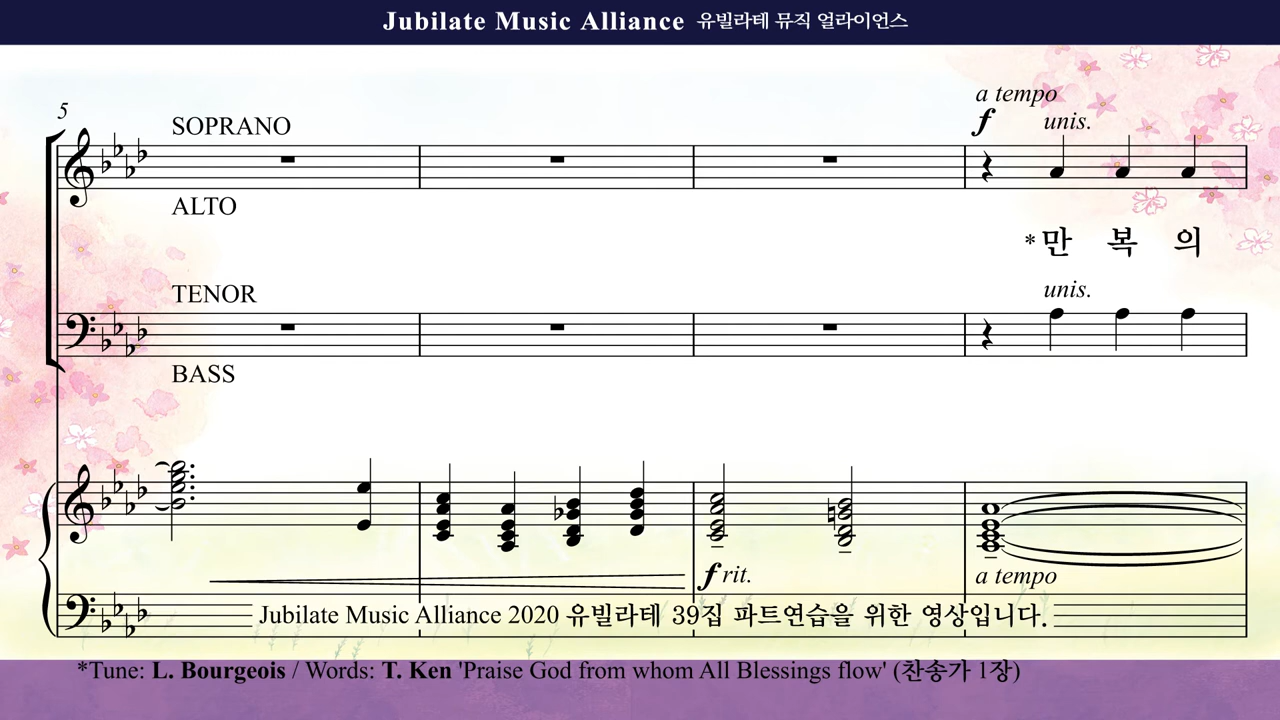 Jubilate Music Alliance 유빌라테 뮤직 얼라이언스
a tempo
5
f unis.
SOPRANO
ALTO
*만 복 의
unis.
TENOR
BASS
f rit.
a tempo
Jubilate Music Alliance 2020 유빌라테 39집 파트연습을 위한 영상입니다.
*Tune: L. Bourgeois / Words: T. Ken 'Praise God from whom All Blessings flow' (찬송가 1장)